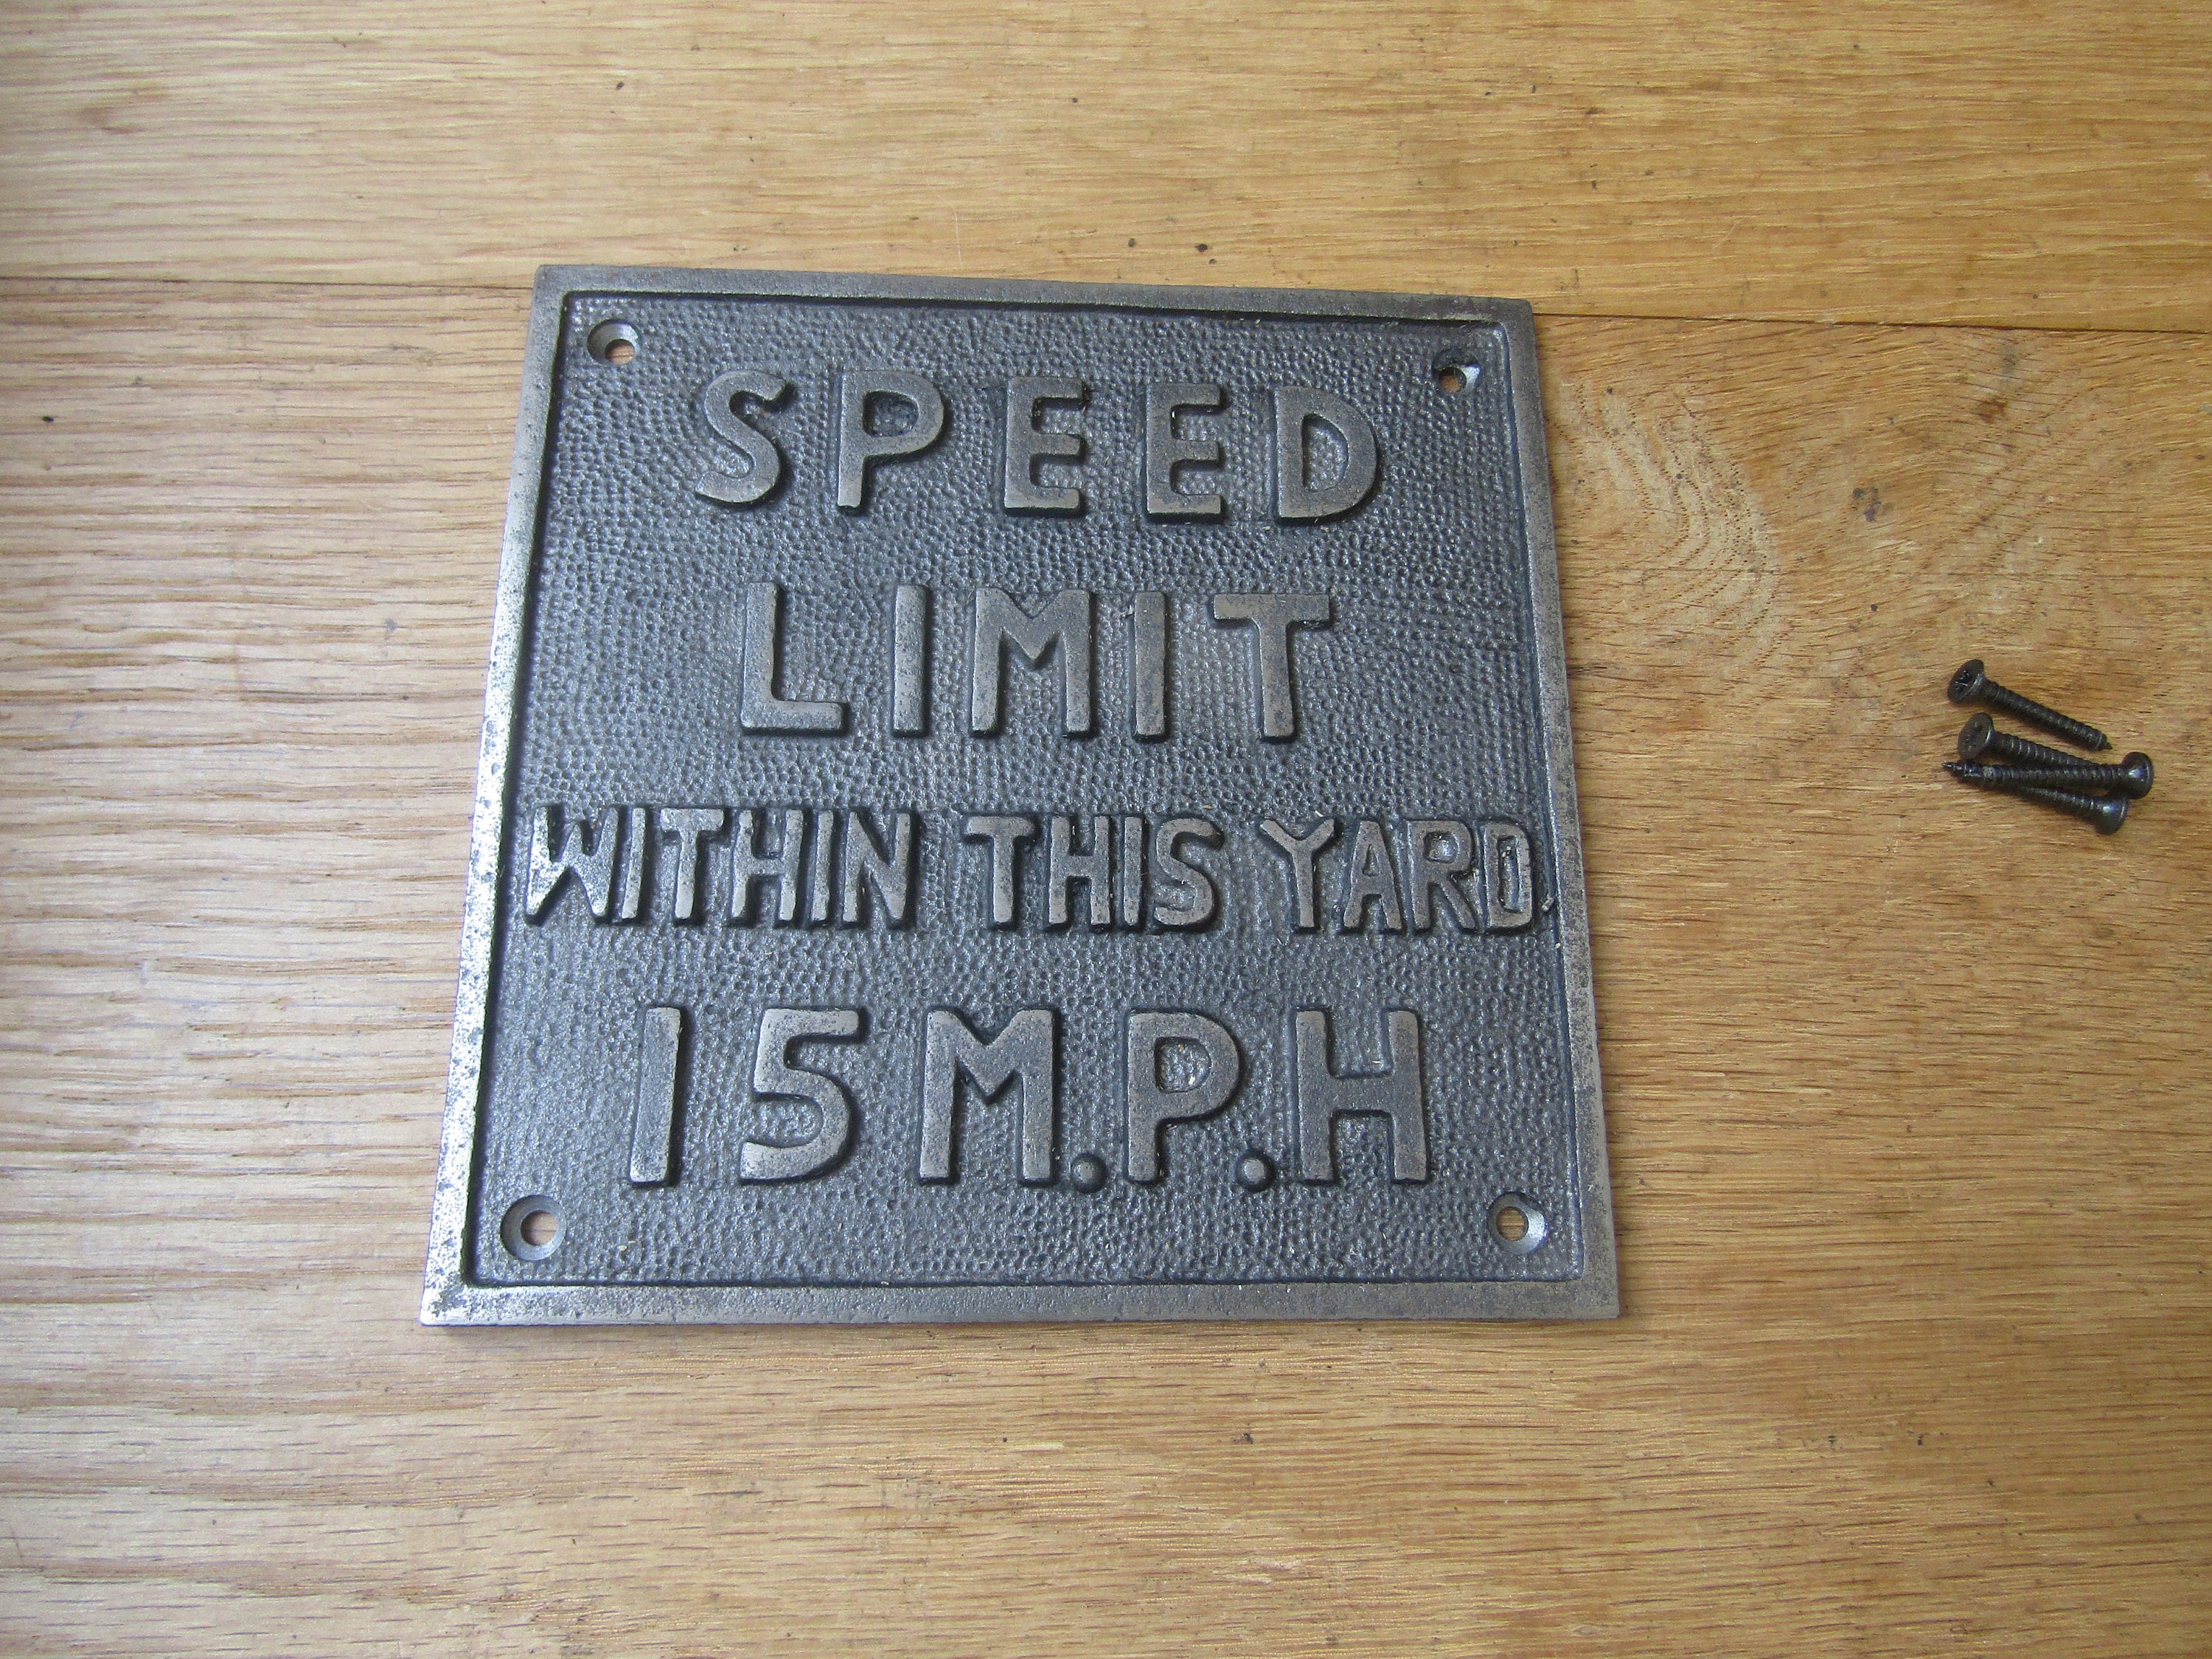 SPEED
LIMIT
WITHIN THIS YARD
15 M.P.H